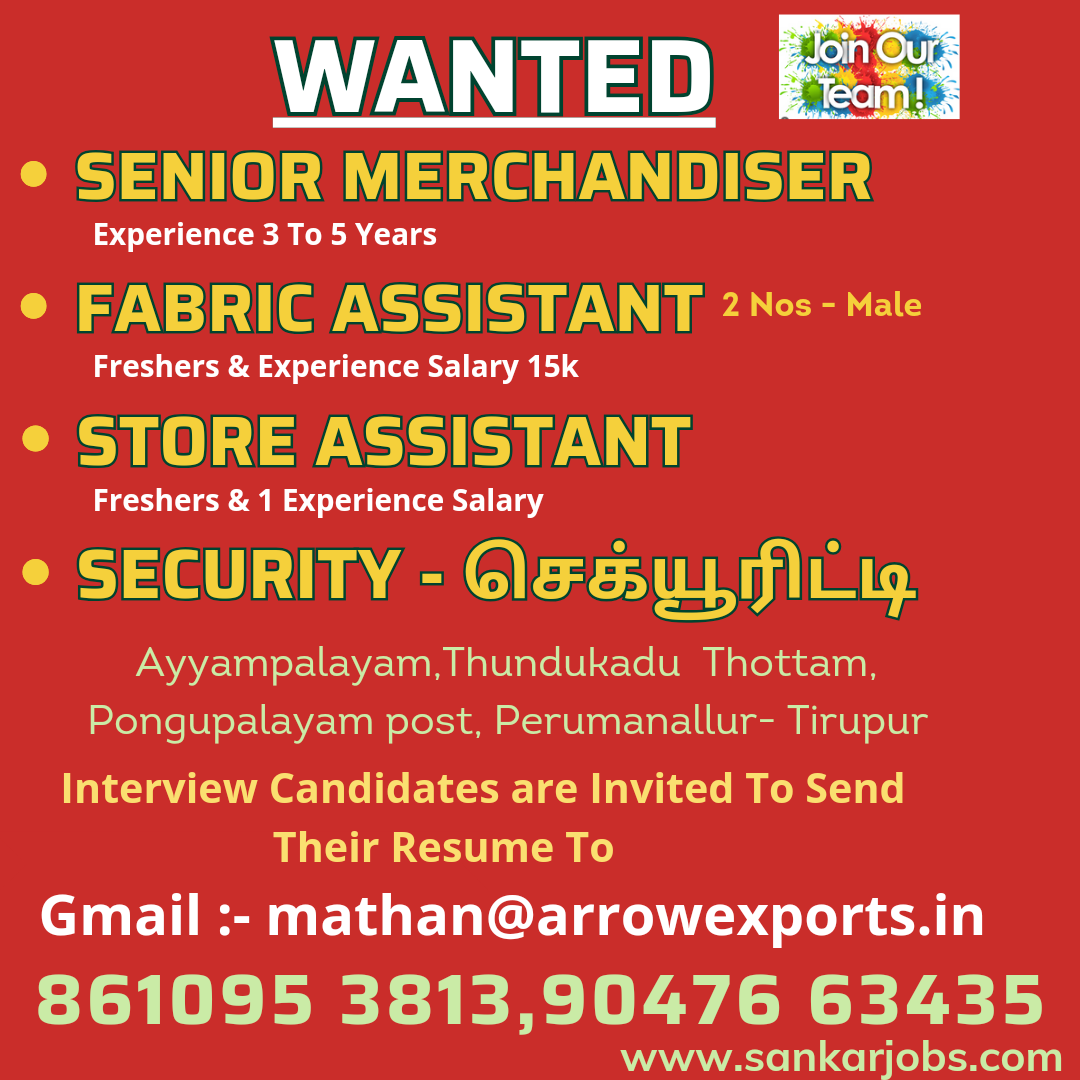 WANTED
Join Our
Team !
SENIOR MERCHANDISER
Experience 3 To 5 Years
FABRIC ASSISTANT 2 Nos - Male
Freshers & Experience Salary 15k
STORE ASSISTANT
Freshers & 1 Experience Salary
SECURITY - செக்யூரிட்டி
Ayyampalayam,Thundukadu Thottam,
Pongupalayam post, Perumanallur- Tirupur
Interview Candidates are Invited To Send
Their Resume To
Gmail :- mathan@arrowexports.in
861095 3813,90476 63435
www.sankarjobs.com